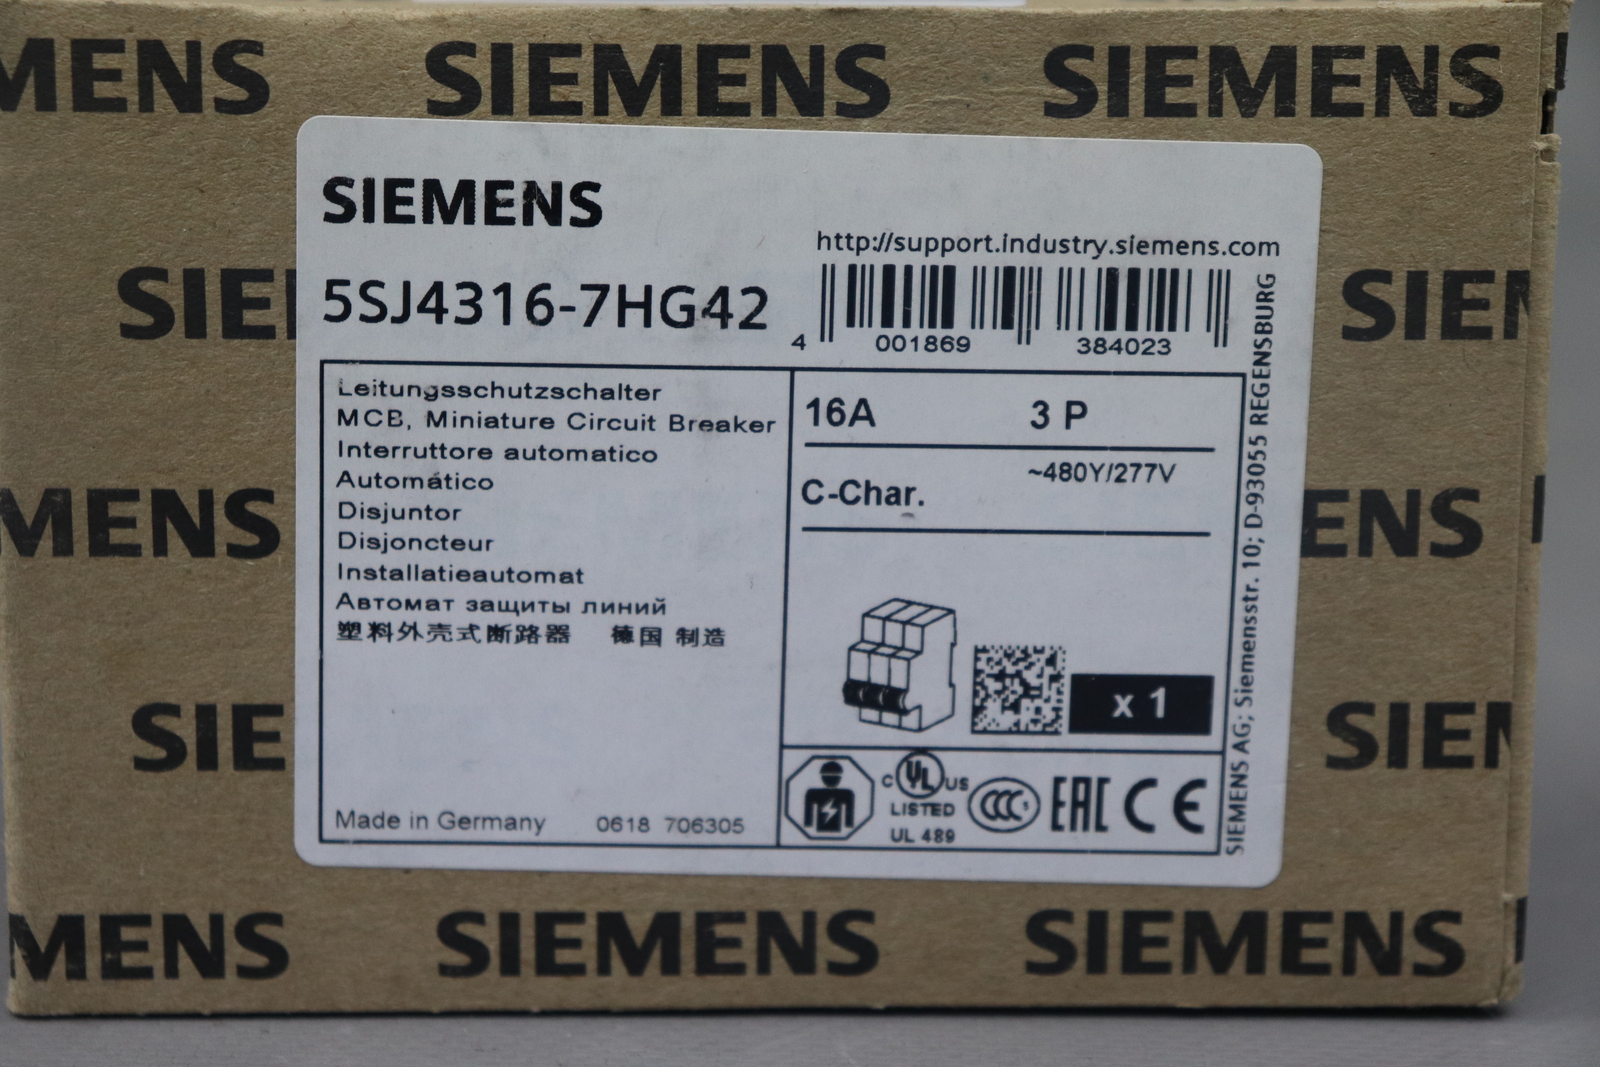 MENS SIEMENS SIEMENS
SIEMENS
http://support.industry.siemens.com
5SJ4316-7HG42
4 001869 384023
SIE SIEM
Leitungsschutzschalter
MCB, Miniature Circuit Breaker
Interruttore automatico
Automático
Disjuntor
Disjoncteur
Installatieautomat
Автомат защиты линий
塑料外壳式断路器 德国 制造
Made in Germany 0618 706305
16A 3 P
C-Char. ~480Y/277V
x 1
C UL US
LISTED
UL 489
CCC S
EAC CE
SIEMENS AG; Siemensstr. 10; D-93055 REGENSBURG
MENS ENS
SIE SIEM
MENS SIEMENS SIEMENS